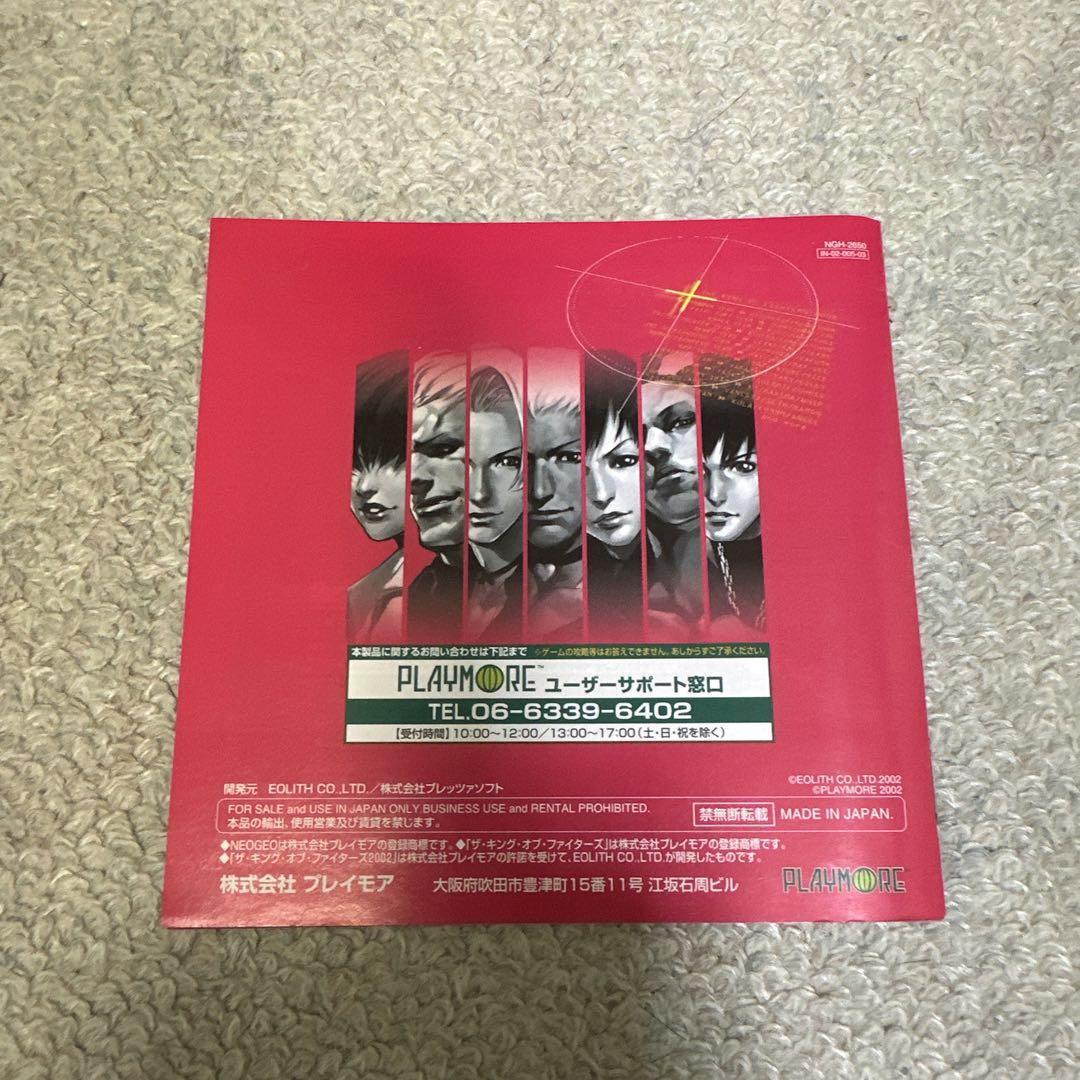 NGH-2650
IN-02-005-03
and more
本製品に関するお問い合わせは下記まで ※ゲームの攻略等はお答えできません。あしからずご了承ください。
PLAYMORE™ ユーザーサポート窓口
TEL.06-6339-6402
【受付時間】10:00～12:00／13:00～17:00(土・日・祝を除く)
©EOLITH CO.,LTD.2002
開発元 EOLITH CO.,LTD.／株式会社ブレッツァソフト
©PLAYMORE 2002
FOR SALE and USE IN JAPAN ONLY.BUSINESS USE and RENTAL PROHIBITED.
本品の輸出、使用営業及び賃貸を禁じます。
禁無断転載 MADE IN JAPAN.
◆NEOGEOは株式会社プレイモアの登録商標です。◆「ザ・キング・オブ・ファイターズ」は株式会社プレイモアの登録商標です。
◆「ザ・キング・オブ・ファイターズ2002」は株式会社プレイモアの許諾を受けて、EOLITH CO.,LTD.が開発したものです。
株式会社 プレイモア 大阪府吹田市豊津町15番11号 江坂石周ビル PLAYMORE